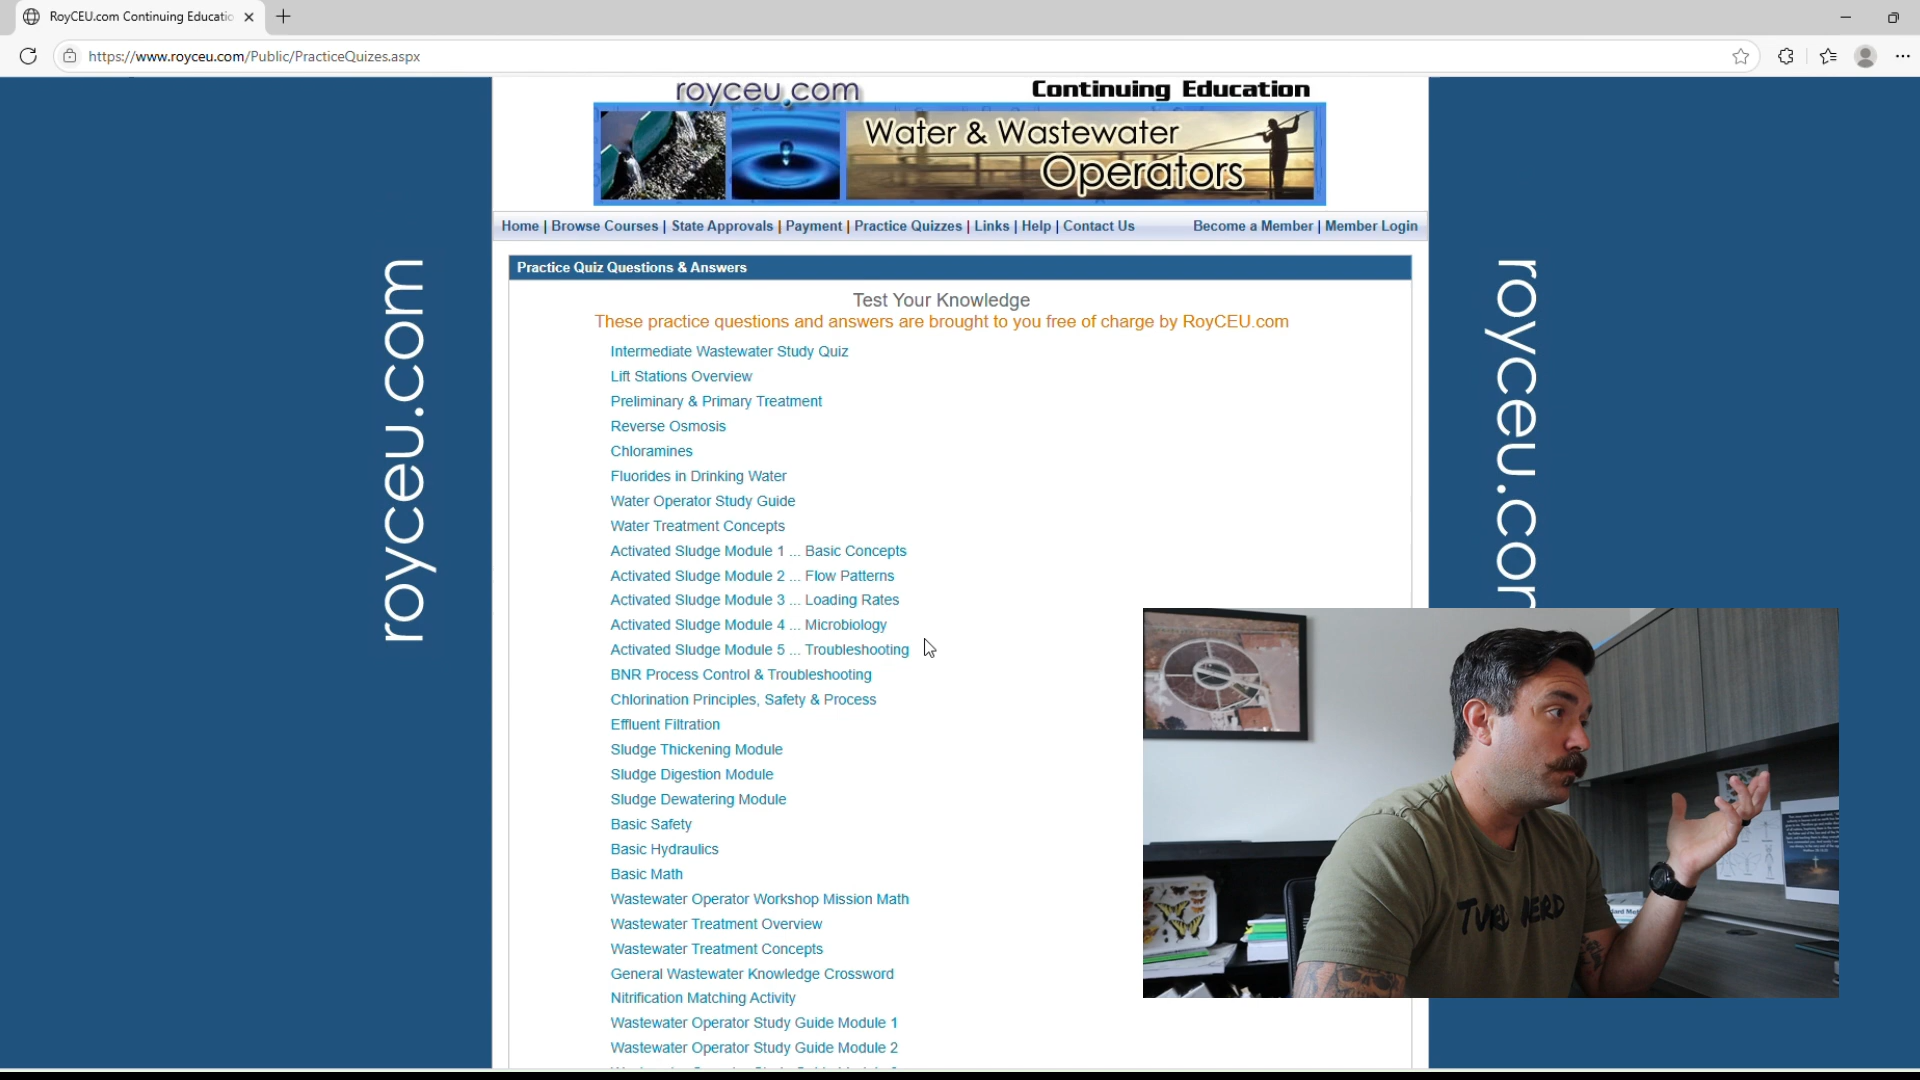 RoyCEU.com Continuing Educatio
https://www.royceu.com/Public/PracticeQuizes.aspx
royceu.com
Continuing Education
Water & Wastewater
Operators
Home | Browse Courses | State Approvals | Payment | Practice Quizzes | Links | Help | Contact Us
Become a Member | Member Login
royceu.com
royceu.com
Practice Quiz Questions & Answers
Test Your Knowledge
These practice questions and answers are brought to you free of charge by RoyCEU.com
Intermediate Wastewater Study Quiz
Lift Stations Overview
Preliminary & Primary Treatment
Reverse Osmosis
Chloramines
Fluorides in Drinking Water
Water Operator Study Guide
Water Treatment Concepts
Activated Sludge Module 1 ... Basic Concepts
Activated Sludge Module 2 ... Flow Patterns
Activated Sludge Module 3 ... Loading Rates
Activated Sludge Module 4 ... Microbiology
Activated Sludge Module 5 ... Troubleshooting
BNR Process Control & Troubleshooting
Chlorination Principles, Safety & Process
Effluent Filtration
Sludge Thickening Module
Sludge Digestion Module
Sludge Dewatering Module
Basic Safety
Basic Hydraulics
Basic Math
Wastewater Operator Workshop Mission Math
Wastewater Treatment Overview
Wastewater Treatment Concepts
General Wastewater Knowledge Crossword
Nitrification Matching Activity
Wastewater Operator Study Guide Module 1
Wastewater Operator Study Guide Module 2
TURD NERD